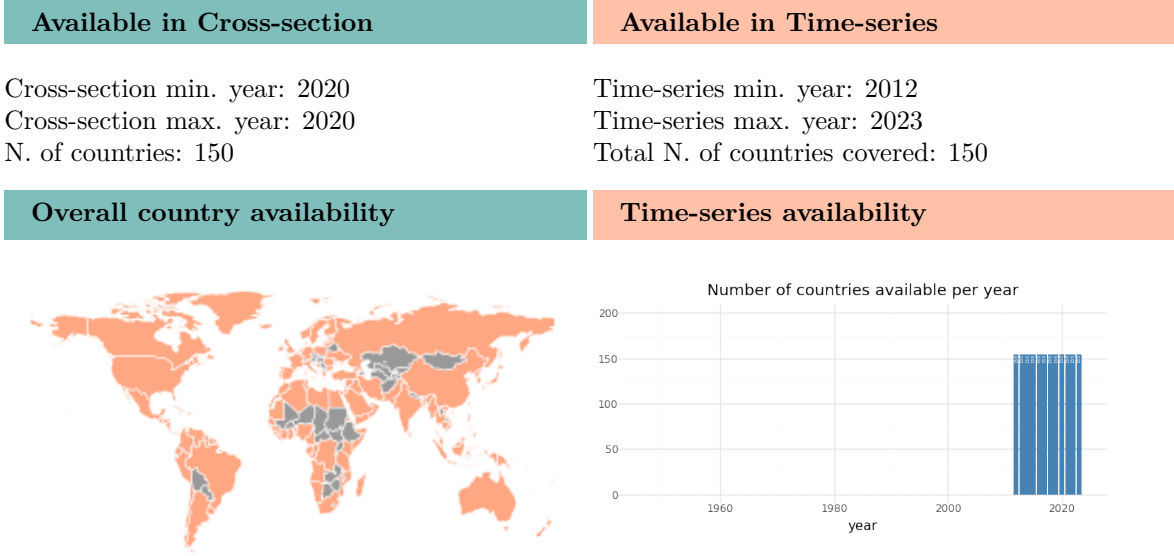 Available in Cross-section
Available in Time-series
Cross-section min. year: 2020
Cross-section max. year: 2020
N. of countries: 150
Time-series min. year: 2012
Time-series max. year: 2023
Total N. of countries covered: 150
Overall country availability
Time-series availability
Number of countries available per year
200
150
100
50
0
1960
1980
2000
2020
year